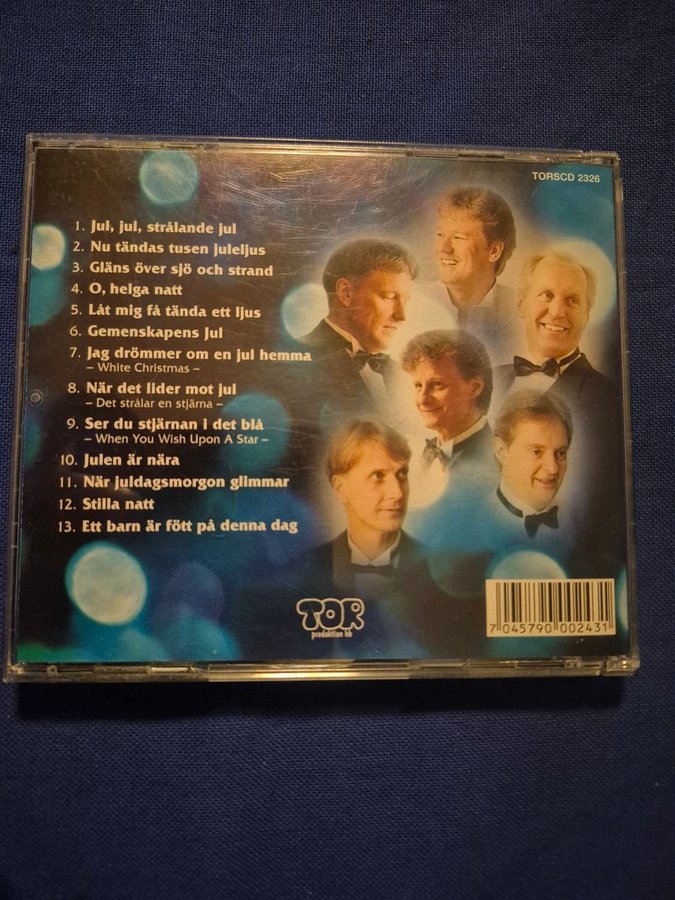 TORSCD 2326
1. Jul, jul, strålande jul
2. Nu tändas tusen juleljus
3. Gläns över sjö och strand
4. O, helga natt
5. Låt mig få tända ett ljus
6. Gemenskapens Jul
7. Jag drömmer om en jul hemma
– White Christmas –
8. När det lider mot jul
– Det strålar en stjärna –
9. Ser du stjärnan i det blå
– When You Wish Upon A Star –
10. Julen är nära
11. När juldagsmorgon glimmar
12. Stilla natt
13. Ett barn är fött på denna dag
TOR
produktion kb
7 045790 002431